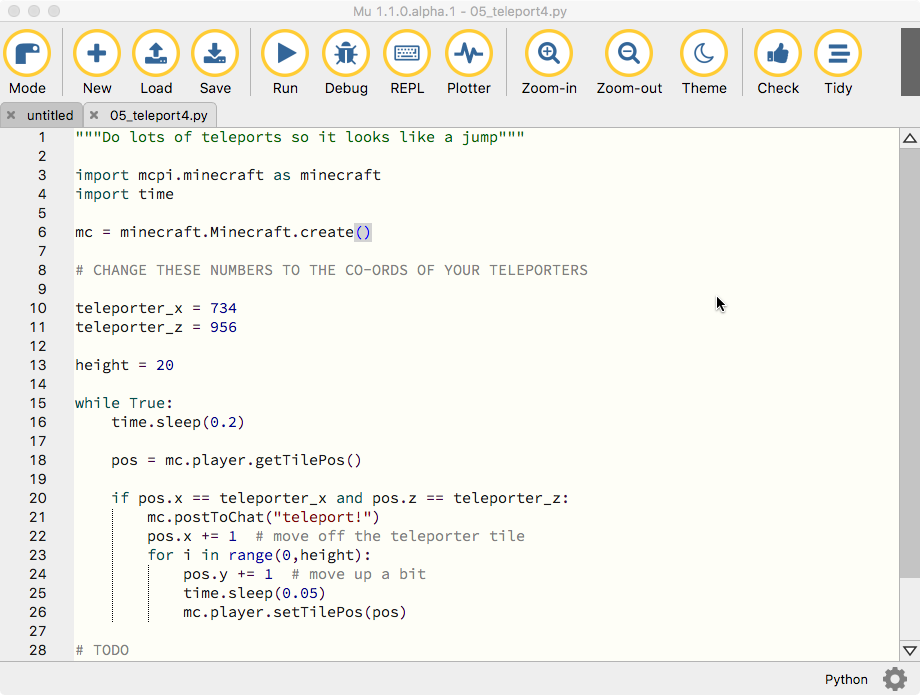 Mu 1.1.0.alpha.1 - 05_teleport4.py
Mode New Load Save Run Debug REPL Plotter Zoom-in Zoom-out Theme Check Tidy
untitled 05_teleport4.py
1 """Do lots of teleports so it looks like a jump"""
2
3 import mcpi.minecraft as minecraft
4 import time
5
6 mc = minecraft.Minecraft.create()
7
8 # CHANGE THESE NUMBERS TO THE CO-ORDS OF YOUR TELEPORTERS
9
10 teleporter_x = 734
11 teleporter_z = 956
12
13 height = 20
14
15 while True:
16     time.sleep(0.2)
17
18     pos = mc.player.getTilePos()
19
20     if pos.x == teleporter_x and pos.z == teleporter_z:
21         mc.postToChat("teleport!")
22         pos.x += 1  # move off the teleporter tile
23         for i in range(0,height):
24             pos.y += 1  # move up a bit
25             time.sleep(0.05)
26             mc.player.setTilePos(pos)
27
28 # TODO
Python